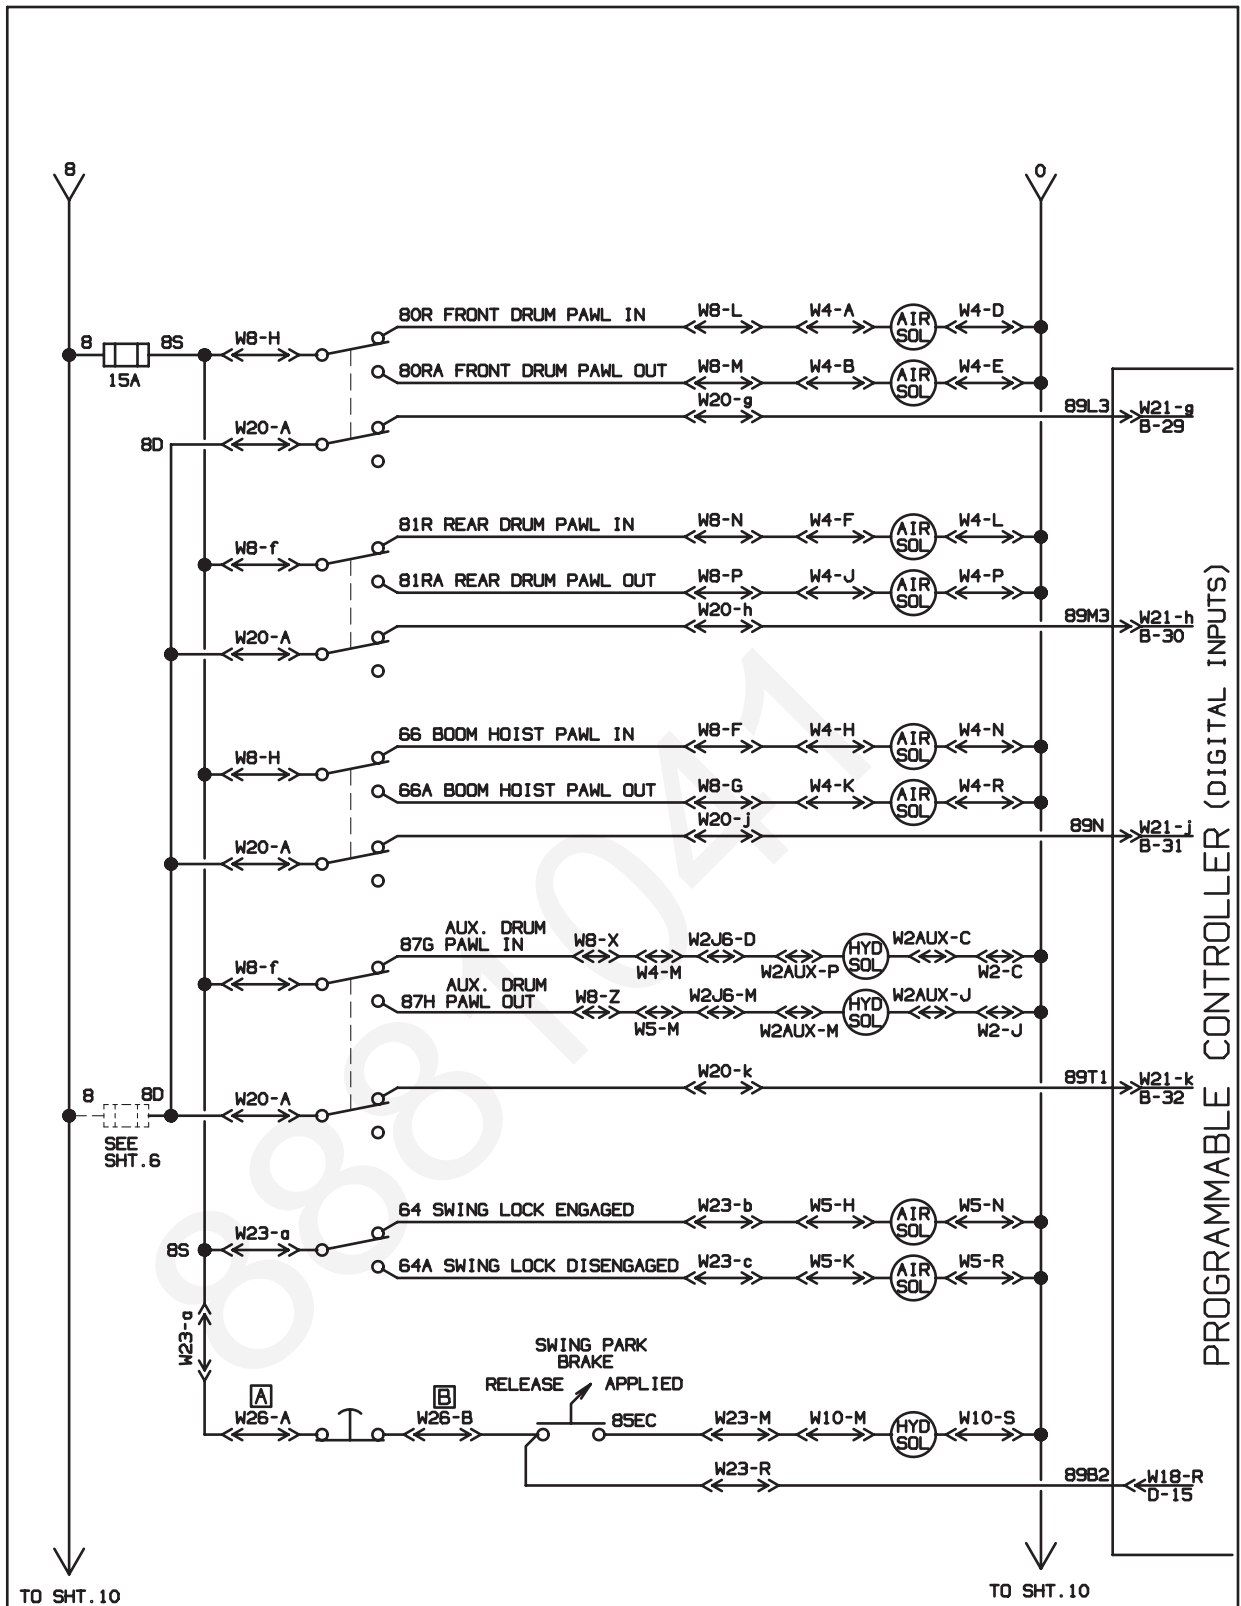 8
0
80R FRONT DRUM PAWL IN W8-L W4-A AIR SOL W4-D
8 8S W8-H
15A
80RA FRONT DRUM PAWL OUT W8-M W4-B AIR SOL W4-E
W20-g 89L3 W21-g
B-29
8D W20-A
81R REAR DRUM PAWL IN W8-N W4-F AIR SOL W4-L
W8-f
81RA REAR DRUM PAWL OUT W8-P W4-J AIR SOL W4-P
W20-h 89M3 W21-h
B-30
W20-A
66 BOOM HOIST PAWL IN W8-F W4-H AIR SOL W4-N
W8-H
66A BOOM HOIST PAWL OUT W8-G W4-K AIR SOL W4-R
W20-j 89N W21-j
B-31
W20-A
AUX. DRUM
87G PAWL IN W8-X W4-M W2J6-D W2AUX-P HYD SOL W2AUX-C W2-C
W8-f
AUX. DRUM
87H PAWL OUT W8-Z W5-M W2J6-M W2AUX-M HYD SOL W2AUX-J W2-J
W20-k 89T1 W21-k
B-32
8 8D W20-A
SEE
SHT.6
64 SWING LOCK ENGAGED W23-b W5-H AIR SOL W5-N
8S W23-a
64A SWING LOCK DISENGAGED W23-c W5-K AIR SOL W5-R
W23-a
SWING PARK
BRAKE
RELEASE APPLIED
A B
W26-A W26-B 85EC W23-M W10-M HYD SOL W10-S
W23-R 89B2 W18-R
D-15
TO SHT.10
TO SHT.10
PROGRAMMABLE CONTROLLER (DIGITAL INPUTS)
8881041